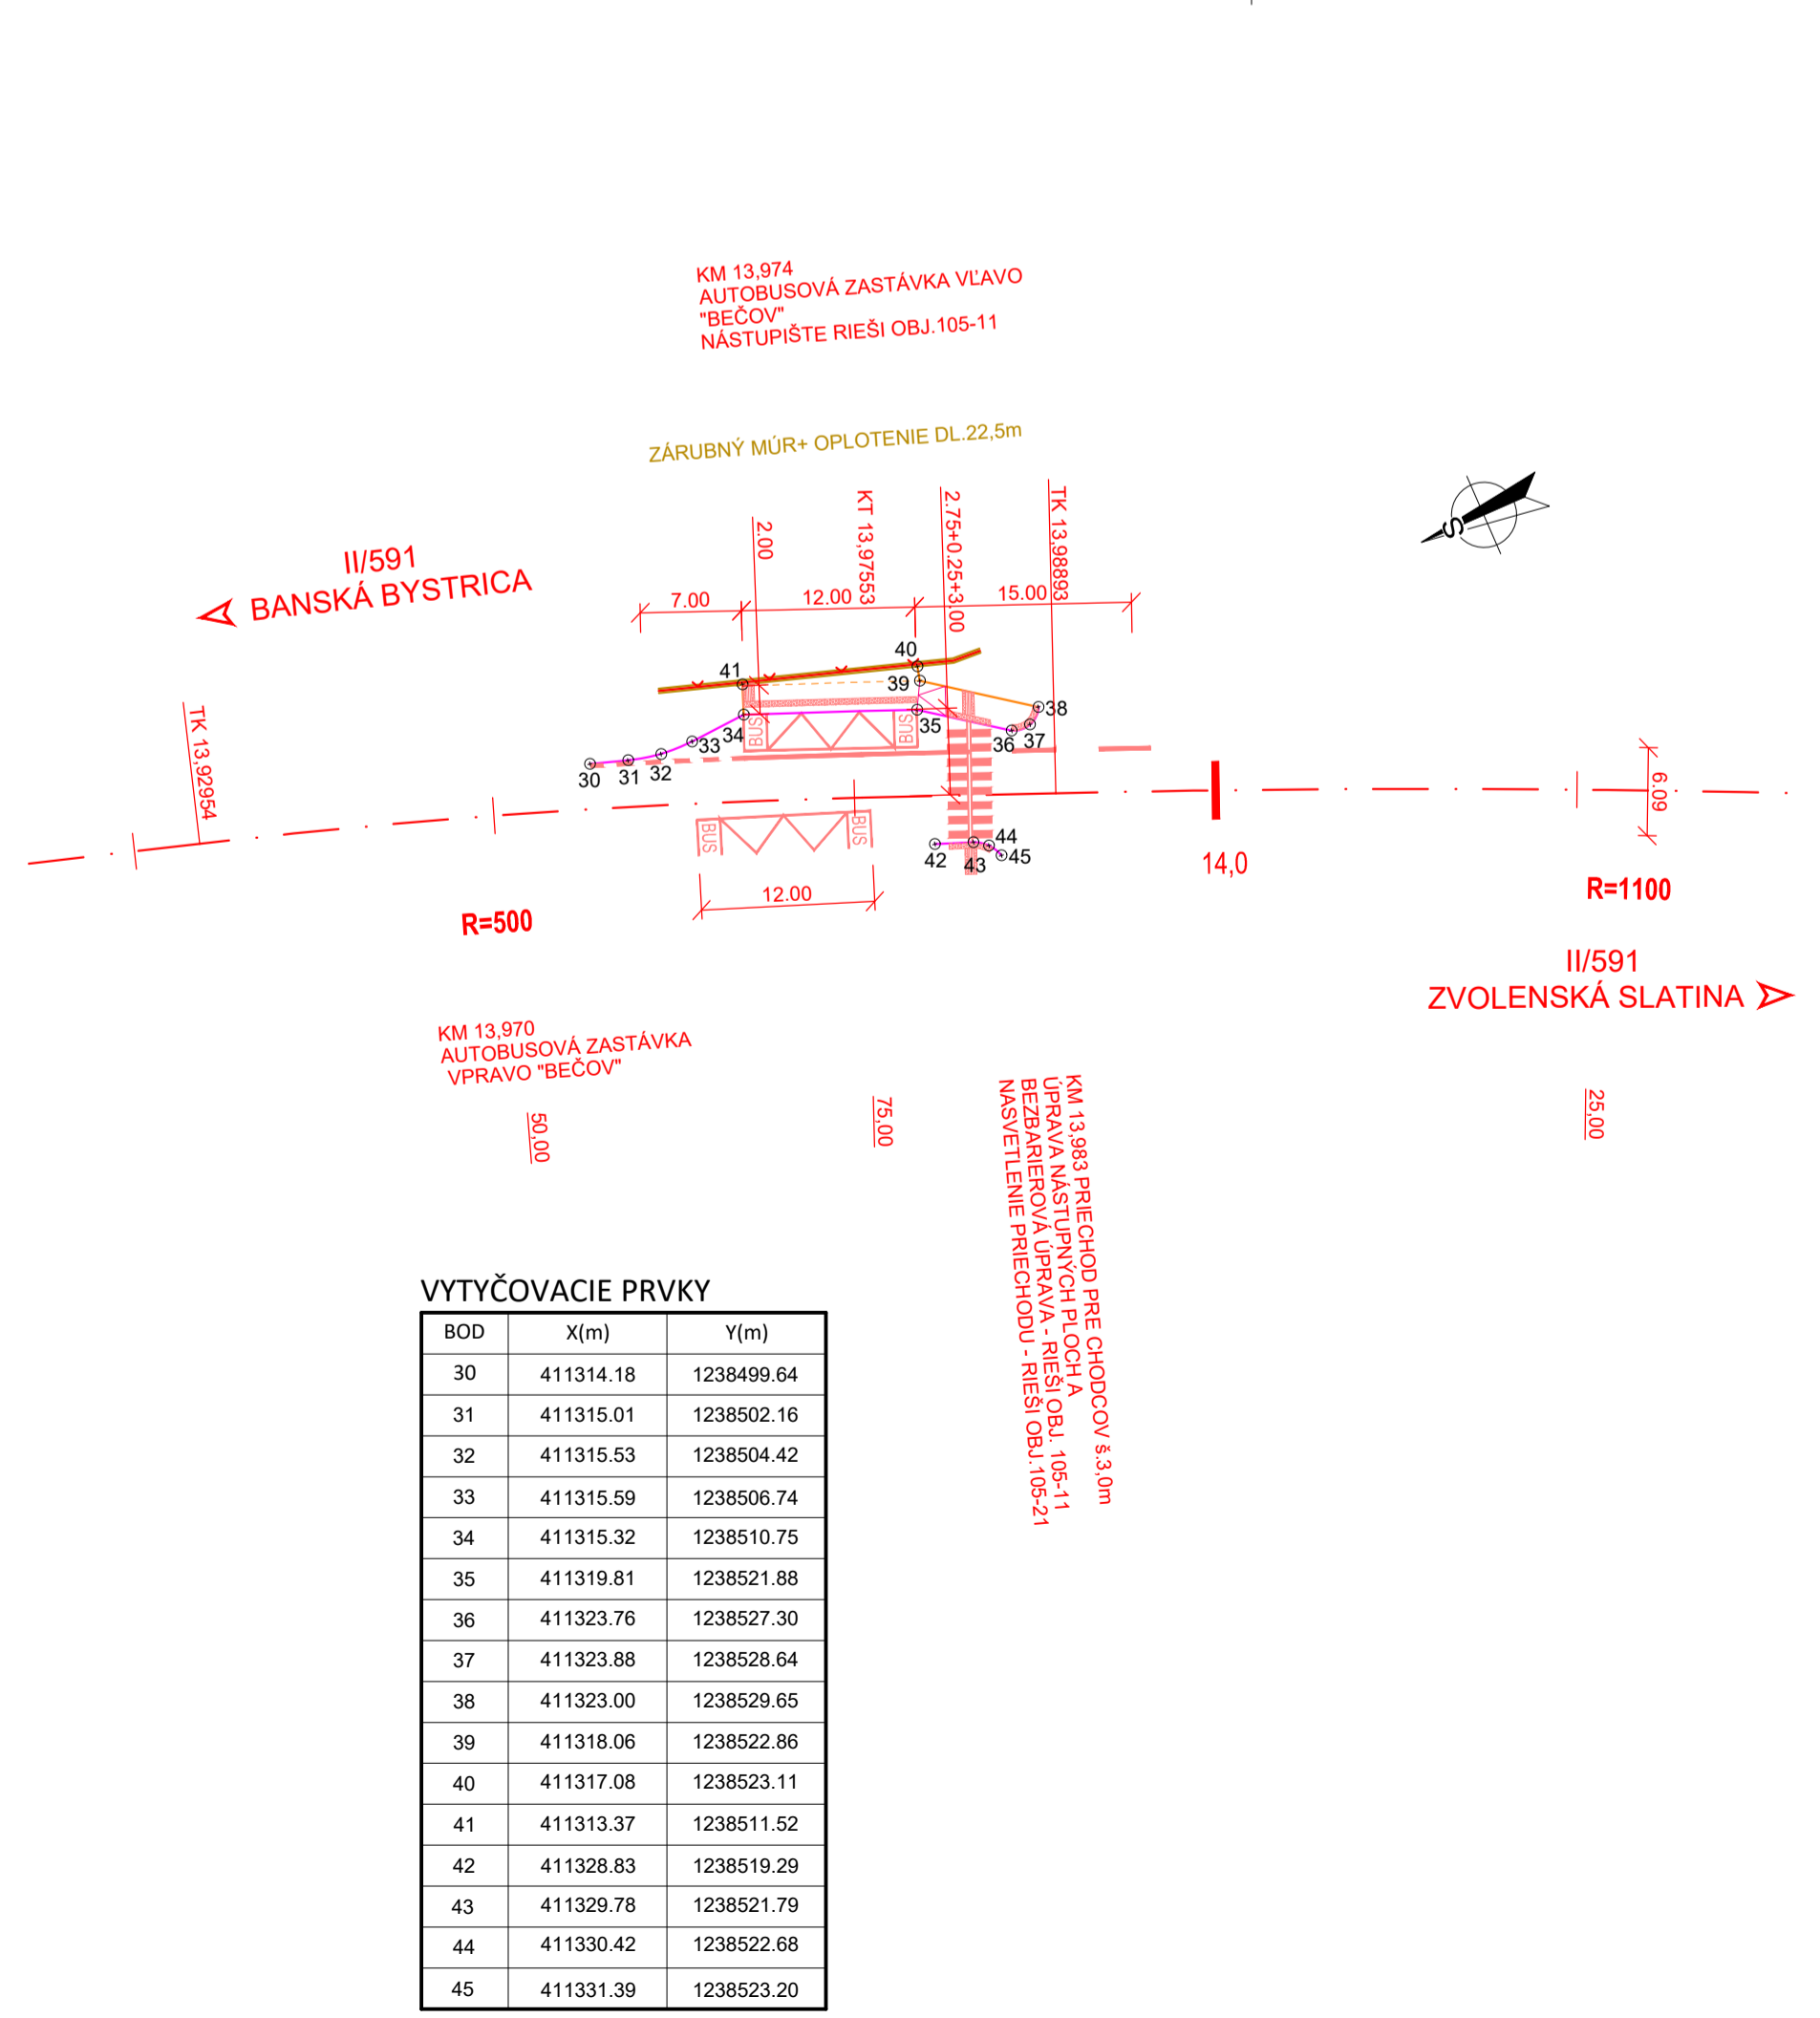 KM 13,974
AUTOBUSOVÁ ZASTÁVKA VĽAVO
"BEČOV"
NÁSTUPIŠTE RIEŠI OBJ.105-11
ZÁRUBNÝ MÚR+ OPLOTENIE DL.22,5m
S
II/591
BANSKÁ BYSTRICA
2.00
KT 13,97553
2.75+0.25+3.00
TK 13,98893
7.00
12.00
15.00
41
40
39
38
37
36
35
34
33
32
31
30
BUS
BUS
TK 13,92954
BUS
BUS
42
43
44
45
12.00
14,0
6.09
R=500
R=1100
II/591
ZVOLENSKÁ SLATINA
KM 13,970
AUTOBUSOVÁ ZASTÁVKA
VPRAVO "BEČOV"
50,00
75,00
25,00
KM 13,983 PRIECHOD PRE CHODCOV š.3,0m
ÚPRAVA NÁSTUPNÝCH PLOCH A
BEZBARIEROVÁ ÚPRAVA - RIEŠI OBJ. 105-11
NASVETLENIE PRIECHODU - RIEŠI OBJ.105-21
VYTYČOVACIE PRVKY
BOD X(m) Y(m)
30 411314.18 1238499.64
31 411315.01 1238502.16
32 411315.53 1238504.42
33 411315.59 1238506.74
34 411315.32 1238510.75
35 411319.81 1238521.88
36 411323.76 1238527.30
37 411323.88 1238528.64
38 411323.00 1238529.65
39 411318.06 1238522.86
40 411317.08 1238523.11
41 411313.37 1238511.52
42 411328.83 1238519.29
43 411329.78 1238521.79
44 411330.42 1238522.68
45 411331.39 1238523.20